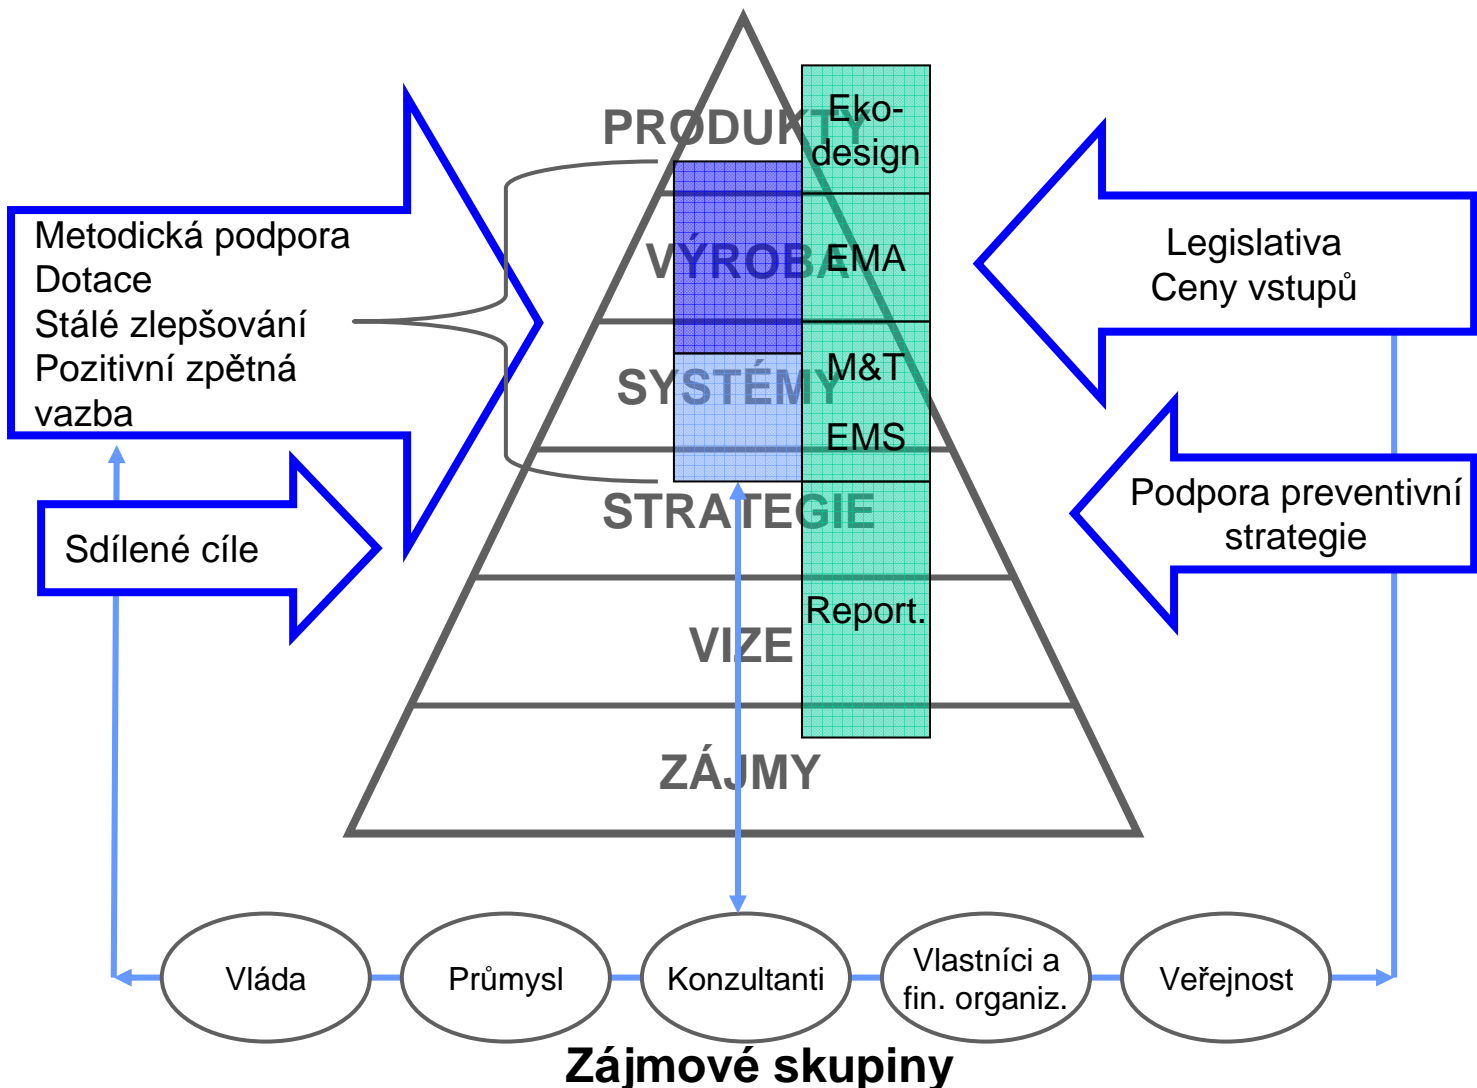 PRODUKTY
Eko-
design
Metodická podpora
Dotace
Stálé zlepšování
Pozitivní zpětná
vazba
VÝROBA
EMA
Legislativa
Ceny vstupů
SYSTÉMY
M&T
EMS
STRATEGIE
Podpora preventivní
strategie
Sdílené cíle
Report.
VIZE
ZÁJMY
Vláda
Průmysl
Konzultanti
Vlastníci a
fin. organiz.
Veřejnost
Zájmové skupiny